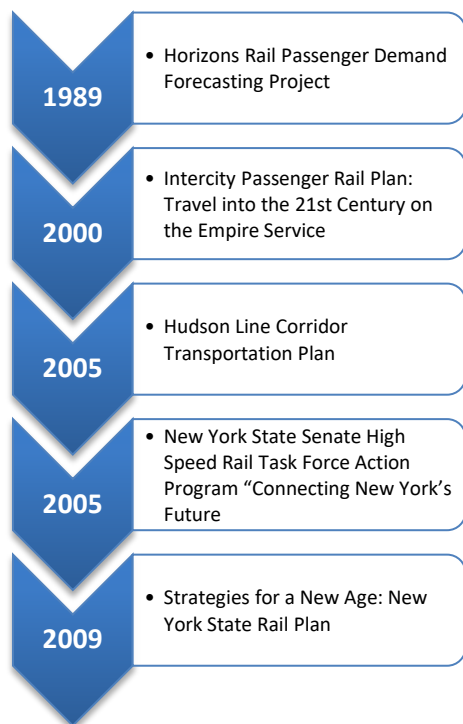 1989
• Horizons Rail Passenger Demand
Forecasting Project
2000
• Intercity Passenger Rail Plan:
Travel into the 21st Century on
the Empire Service
2005
• Hudson Line Corridor
Transportation Plan
2005
• New York State Senate High
Speed Rail Task Force Action
Program “Connecting New York’s
Future
2009
• Strategies for a New Age: New
York State Rail Plan